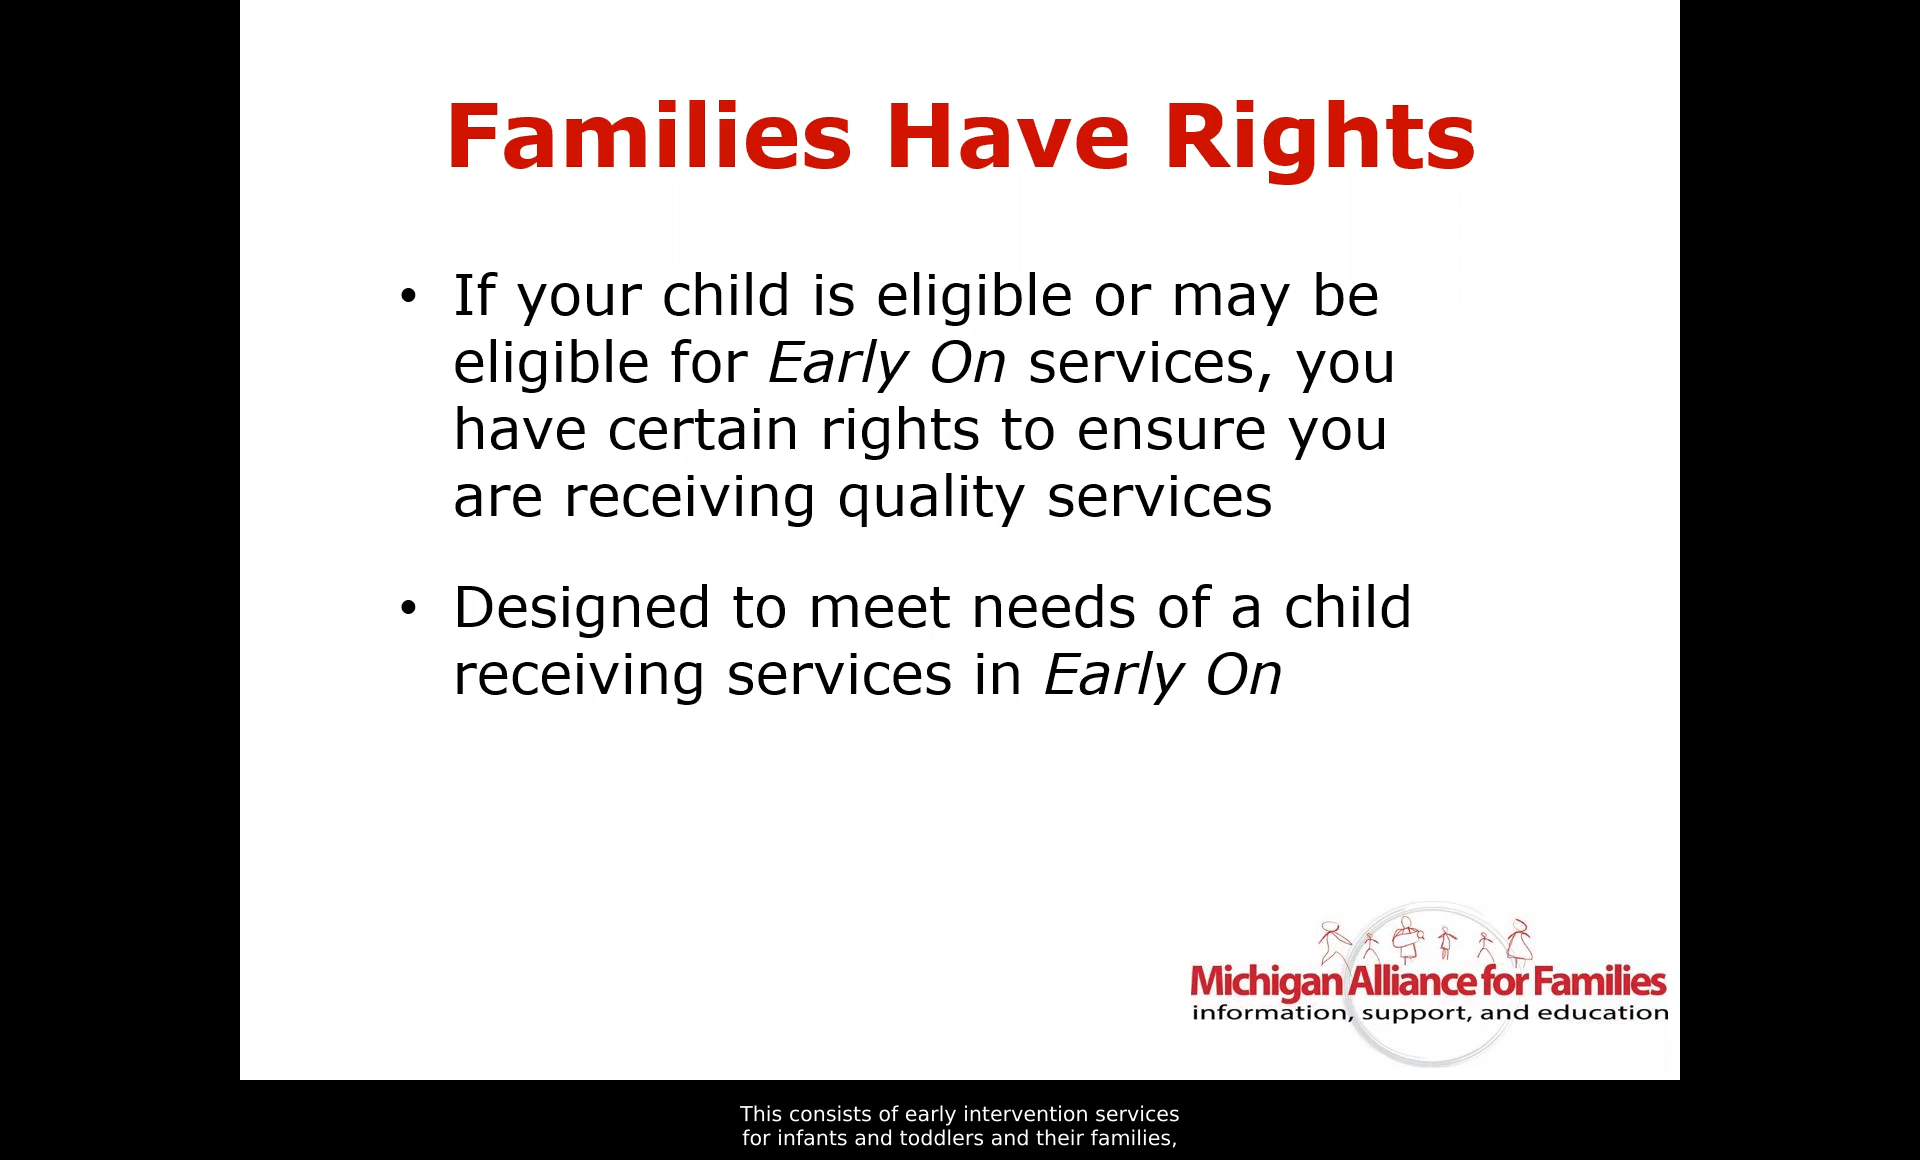 Families Have Rights
• If your child is eligible or may be
eligible for Early On services, you
have certain rights to ensure you
are receiving quality services
• Designed to meet needs of a child
receiving services in Early On
Michigan Alliance for Families
information, support, and education
This consists of early intervention services
for infants and toddlers and their families,